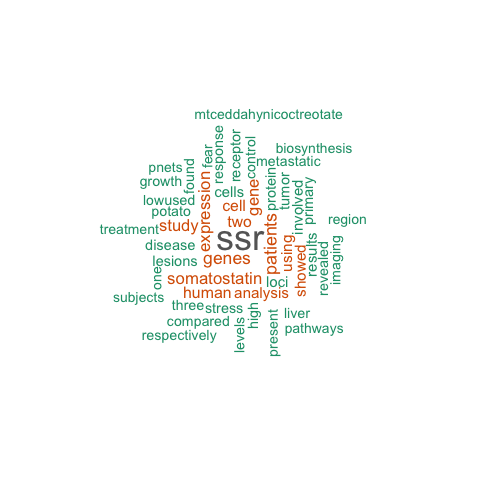 mtceddahynicoctreotate
biosynthesis
response
receptor
control
fear
metastatic
pnets
found
growth
cells
protein
tumor
involved
primary
lowused
expression
cell
gene
potato
two
patients
region
treatment
study
ssr
using
results
imaging
disease
genes
showed
revealed
lesions
one
somatostatin
loci
subjects
human
analysis
three
stress
high
liver
compared
levels
present
pathways
respectively